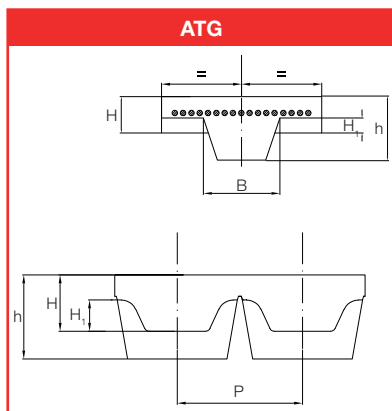 ATG
= =
H H₁ h
B
h H H₁
P